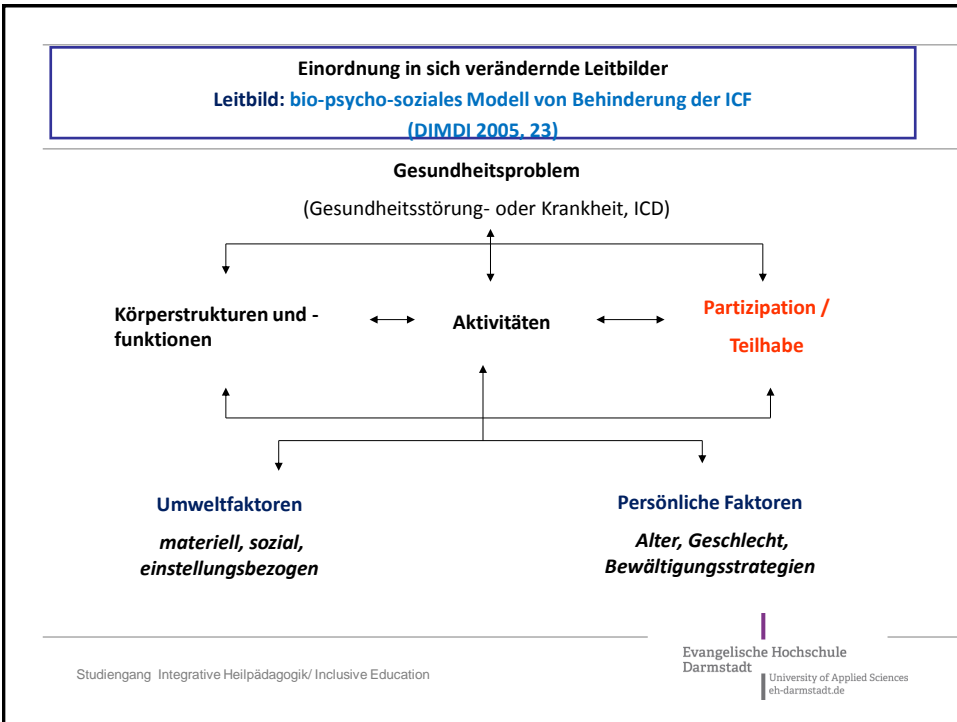 Einordnung in sich verändernde Leitbilder
Leitbild: bio-psycho-soziales Modell von Behinderung der ICF
(DIMDI 2005, 23)
Gesundheitsproblem
(Gesundheitsstörung- oder Krankheit, ICD)
Körperstrukturen und -
funktionen
Aktivitäten
Partizipation /
Teilhabe
Umweltfaktoren
materiell, sozial,
einstellungsbezogen
Persönliche Faktoren
Alter, Geschlecht,
Bewältigungsstrategien
Studiengang Integrative Heilpädagogik/ Inclusive Education
Evangelische Hochschule
Darmstadt
University of Applied Sciences
eh-darmstadt.de